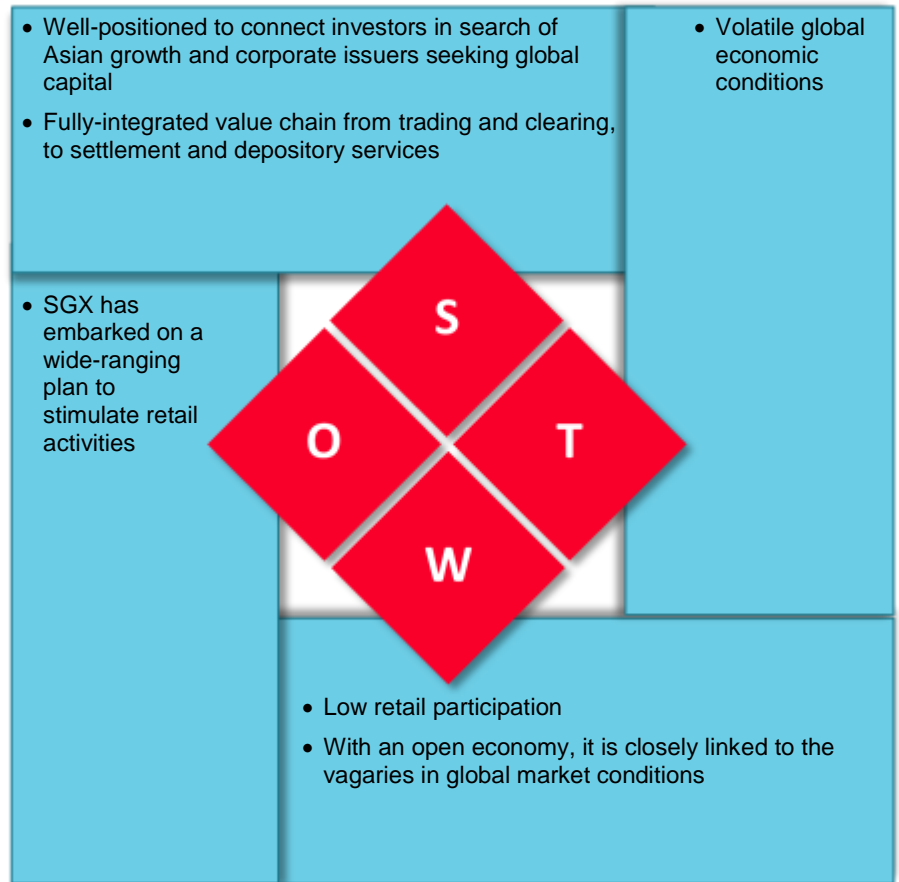 • Well-positioned to connect investors in search of
Asian growth and corporate issuers seeking global
capital
• Fully-integrated value chain from trading and clearing,
to settlement and depository services
• Volatile global
economic
conditions
• SGX has
embarked on a
wide-ranging
plan to
stimulate retail
activities
S
O
T
W
• Low retail participation
• With an open economy, it is closely linked to the
vagaries in global market conditions